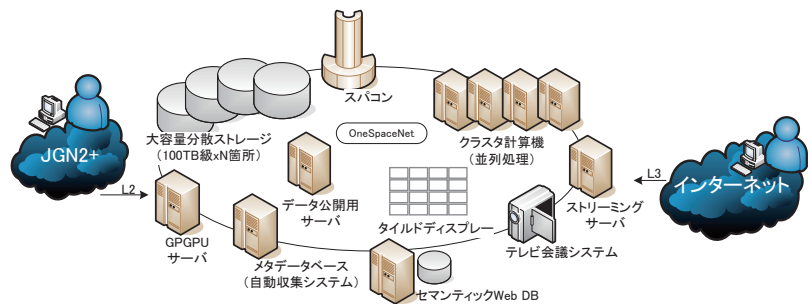 スパコン
大容量分散ストレージ
(100TB級xN箇所)
OneSpaceNet
クラスタ計算機
(並列処理)
JGN2+
L2
L3
インターネット
データ公開用
サーバ
タイルドディスプレー
ストリーミング
サーバ
GPGPU
サーバ
メタデータベース
(自動収集システム)
テレビ会議システム
セマンティックWeb DB